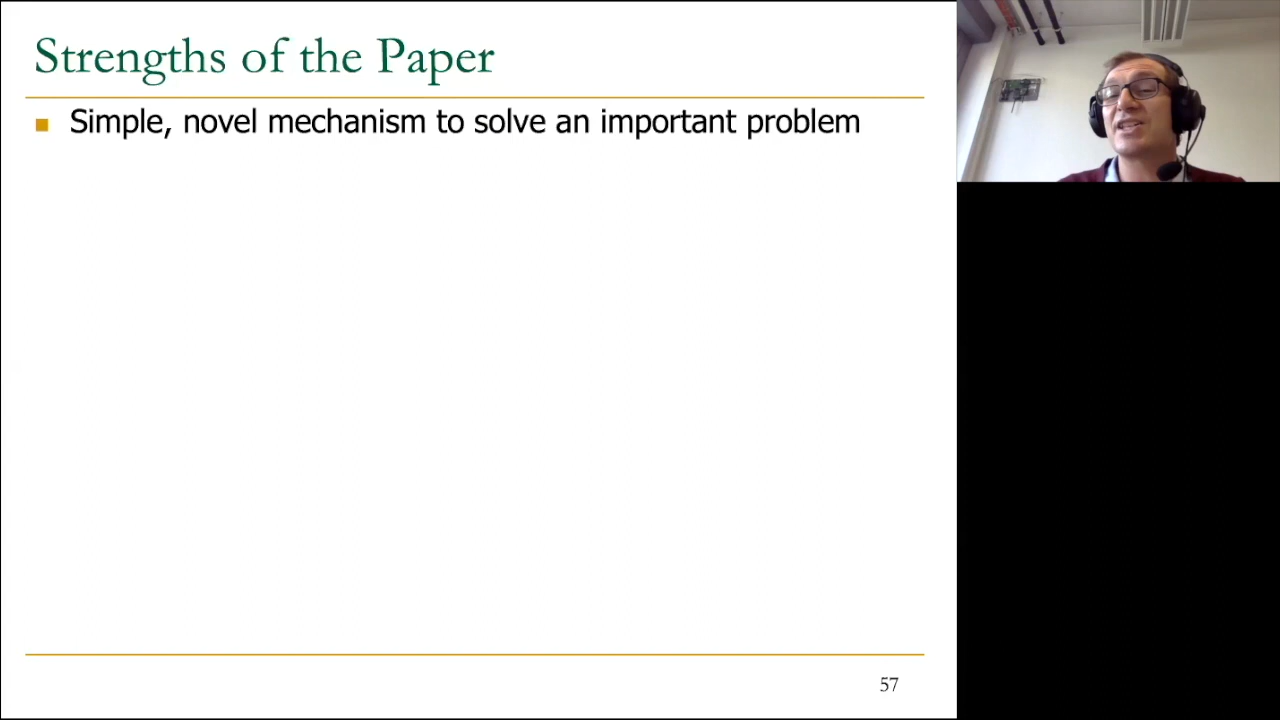 Strengths of the Paper
Simple, novel mechanism to solve an important problem
57